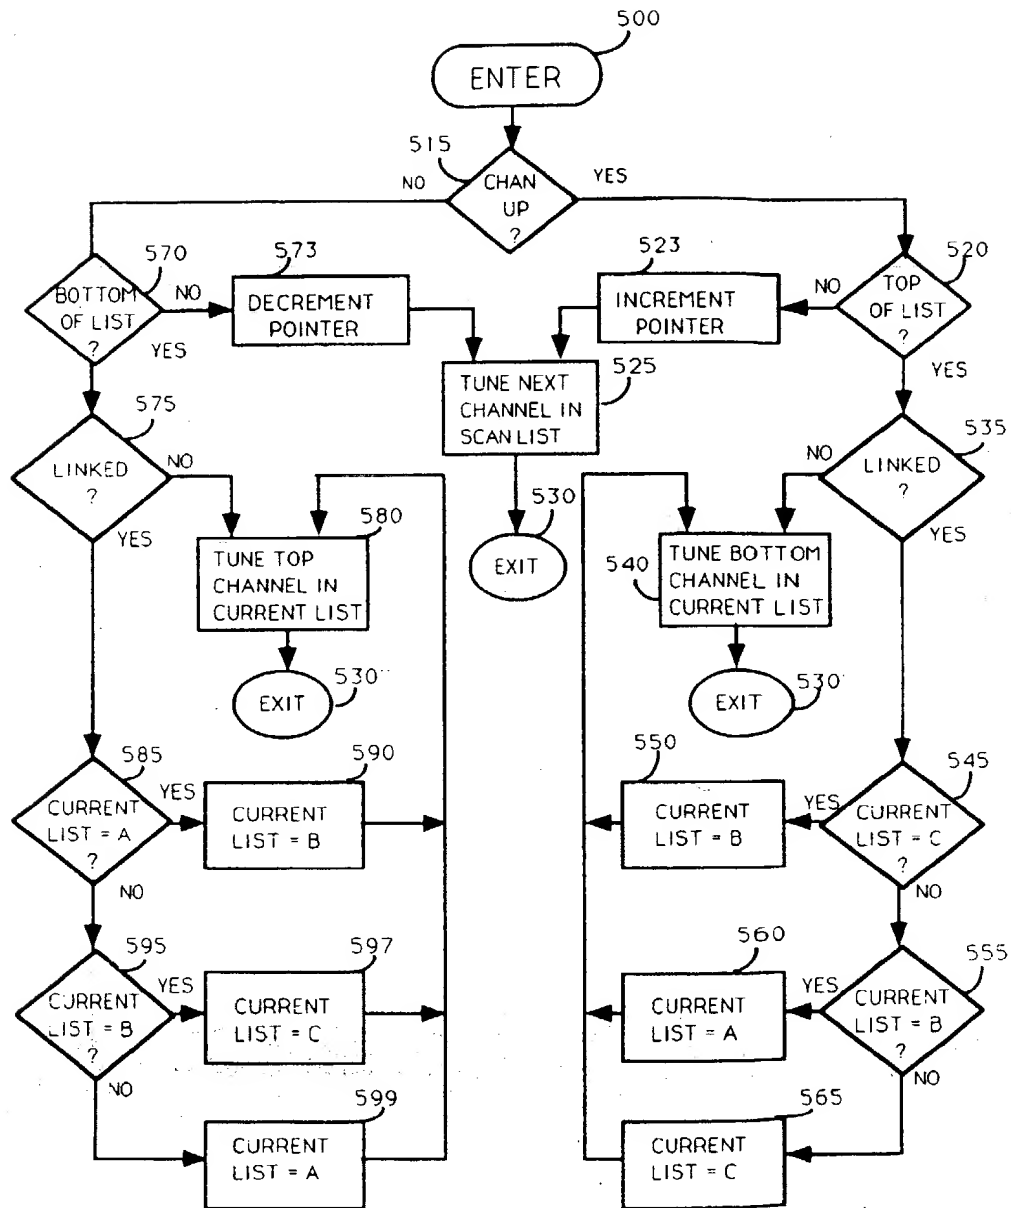 500
ENTER
515
NO
CHAN
UP
?
YES
570
BOTTOM
OF LIST
?
NO
YES
573
DECREMENT
POINTER
523
INCREMENT
POINTER
520
TOP
OF LIST
?
NO
YES
TUNE NEXT
CHANNEL IN
SCAN LIST
525
530
EXIT
575
LINKED
?
NO
YES
535
LINKED
?
NO
YES
580
TUNE TOP
CHANNEL IN
CURRENT LIST
530
EXIT
540
TUNE BOTTOM
CHANNEL IN
CURRENT LIST
530
EXIT
585
CURRENT
LIST = A
?
YES
NO
590
CURRENT
LIST = B
550
CURRENT
LIST = B
545
YES
CURRENT
LIST = C
?
NO
595
CURRENT
LIST = B
?
YES
NO
597
CURRENT
LIST = C
560
CURRENT
LIST = A
555
YES
CURRENT
LIST = B
?
NO
599
CURRENT
LIST = A
565
CURRENT
LIST = C